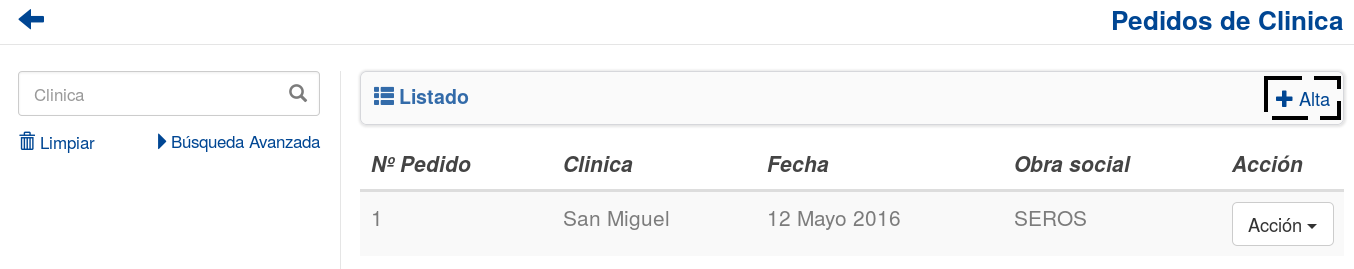 Pedidos de Clinica
Clinica
Limpiar
Búsqueda Avanzada
Listado
Alta
Nº Pedido Clinica Fecha Obra social Acción
1 San Miguel 12 Mayo 2016 SEROS Acción